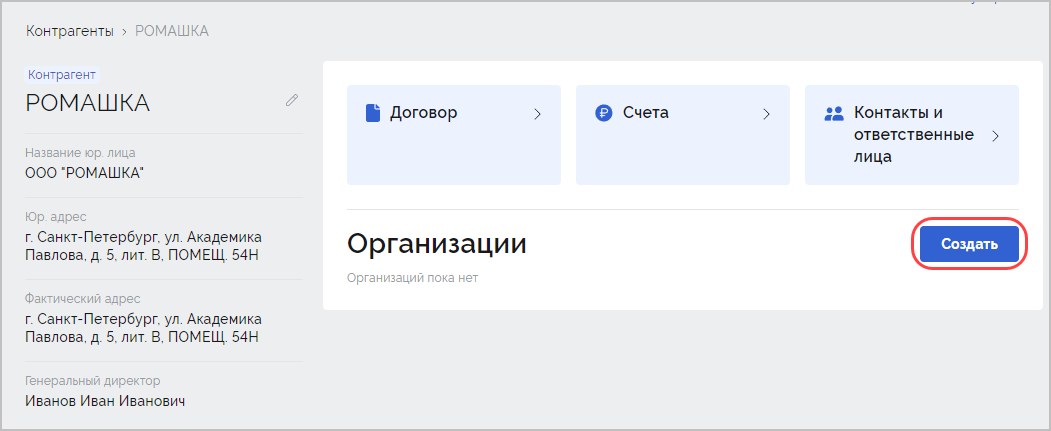 Контрагенты › РОМАШКА
Контрагент
РОМАШКА
Название юр. лица
ООО "РОМАШКА"
Юр. адрес
г. Санкт-Петербург, ул. Академика
Павлова, д. 5, лит. В, ПОМЕЩ. 54Н
Фактический адрес
г. Санкт-Петербург, ул. Академика
Павлова, д. 5, лит. В, ПОМЕЩ. 54Н
Генеральный директор
Иванов Иван Иванович
Договор
Счета
Контакты и
ответственные
лица
Организации
Создать
Организаций пока нет